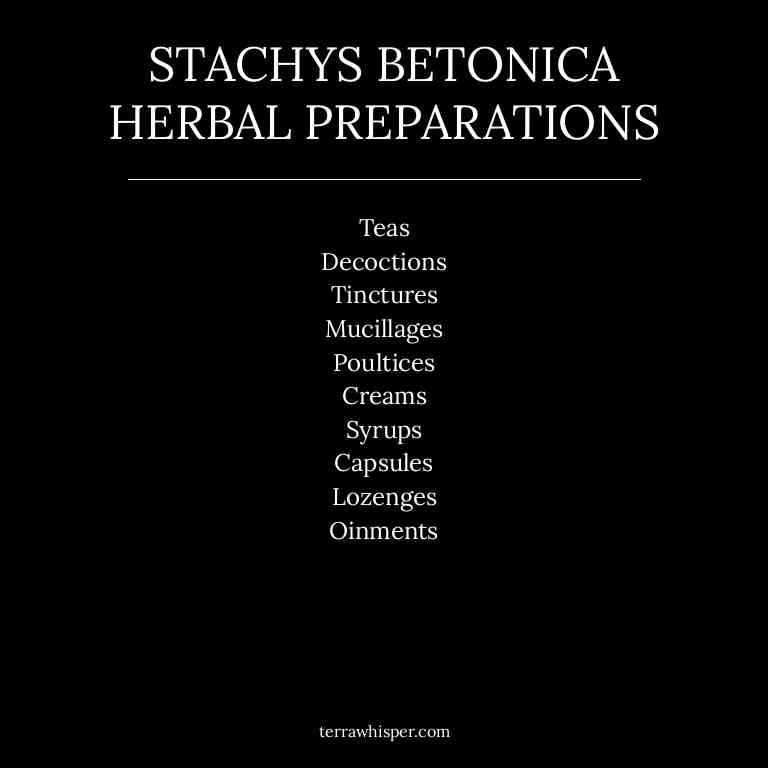 STACHYS BETONICA
HERBAL PREPARATIONS
Teas
Decoctions
Tinctures
Mucillages
Poultices
Creams
Syrups
Capsules
Lozenges
Oinments
terrawhisper.com